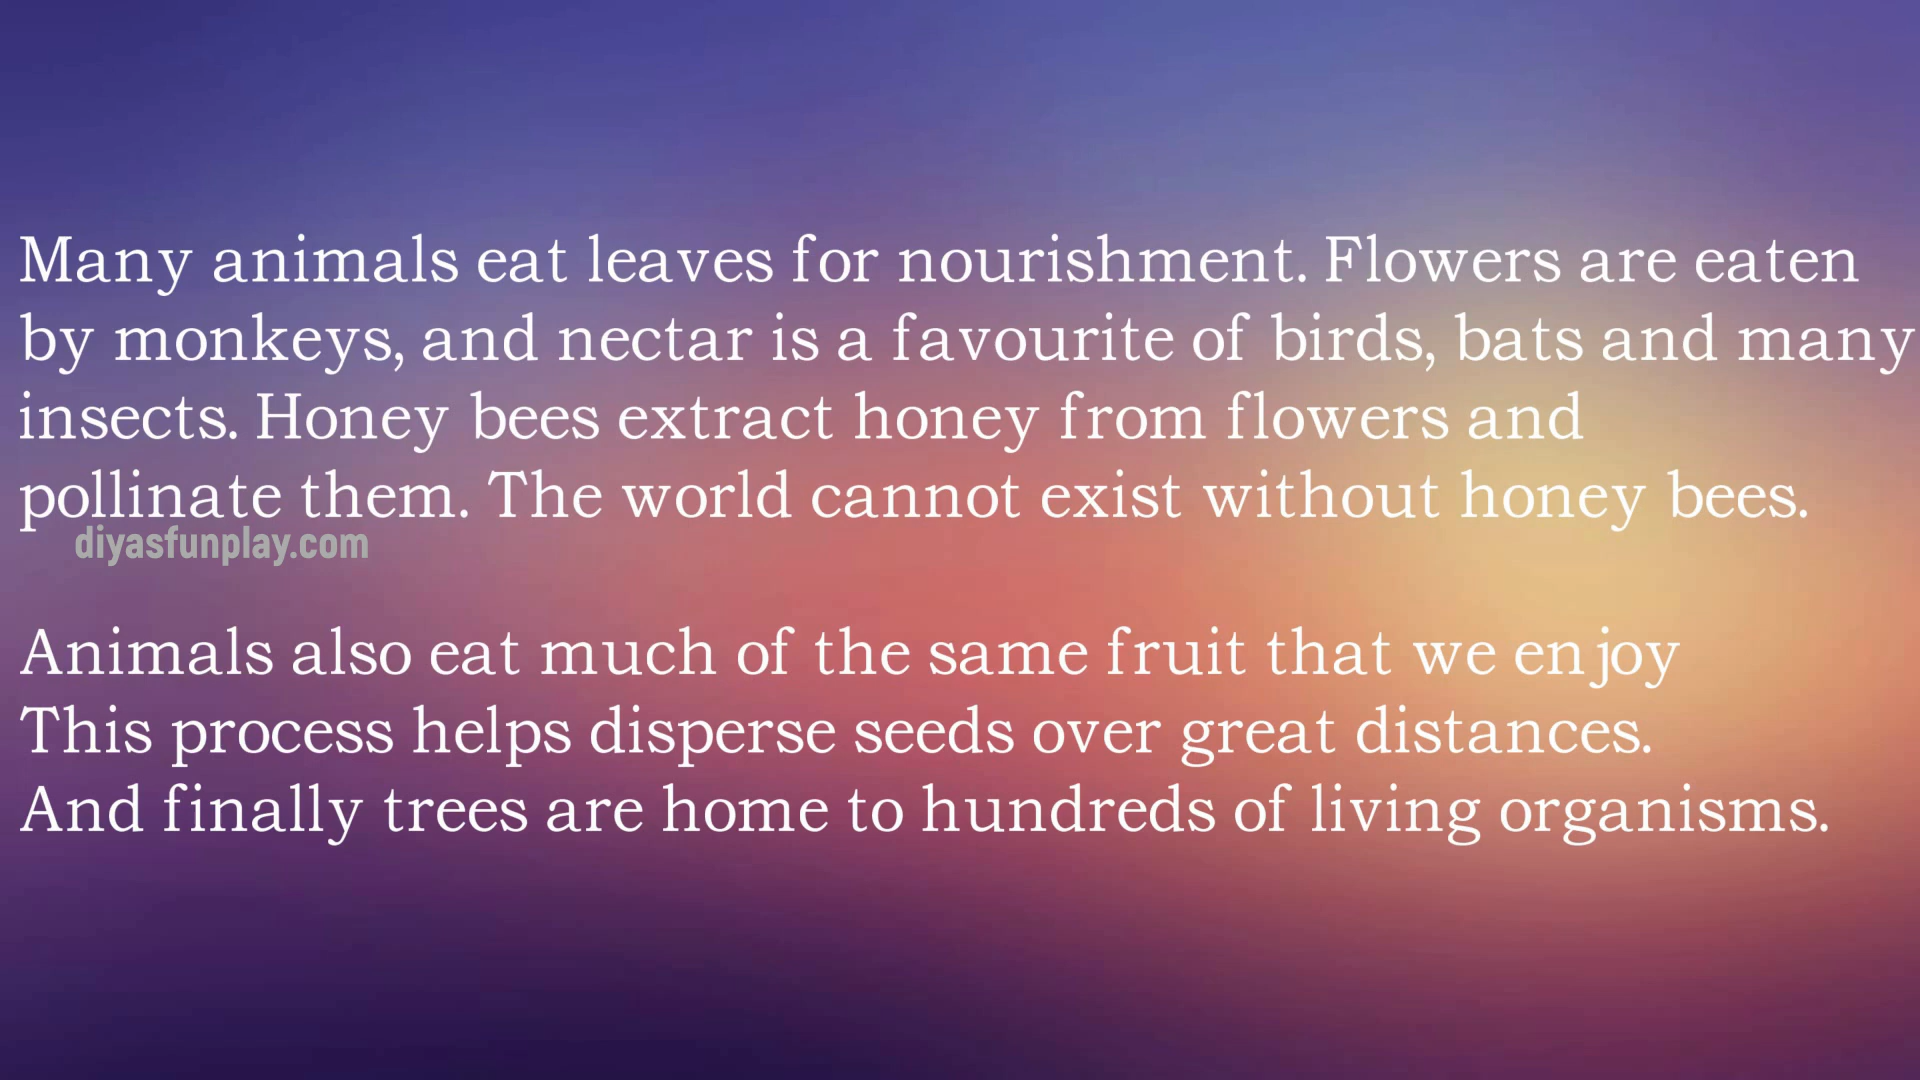 Many animals eat leaves for nourishment. Flowers are eaten
by monkeys, and nectar is a favourite of birds, bats and many
insects. Honey bees extract honey from flowers and
pollinate them. The world cannot exist without honey bees.
diyasfunplay.com
Animals also eat much of the same fruit that we enjoy
This process helps disperse seeds over great distances.
And finally trees are home to hundreds of living organisms.